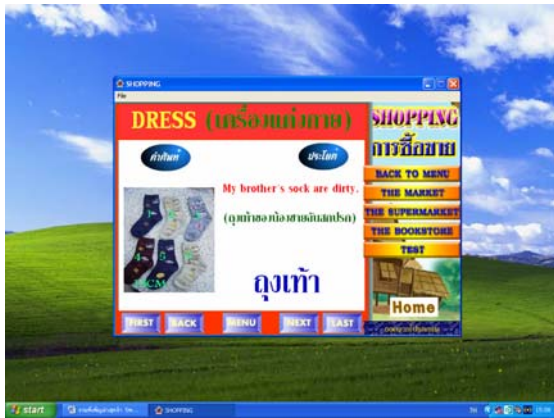 SHOPPING
File
DRESS (เครื่องแต่งกาย)
คำศัพท์
ประโยค
My brother's sock are dirty.
(ถุงเท้าของน้องชายฉันสกปรก)
ถุงเท้า
FIRST
BACK
MENU
NEXT
LAST
SHOPPING
การซื้อขาย
BACK TO MENU
THE MARKET
THE SUPERMARKET
THE BOOKSTORE
TEST
Home
start
SHOPPING